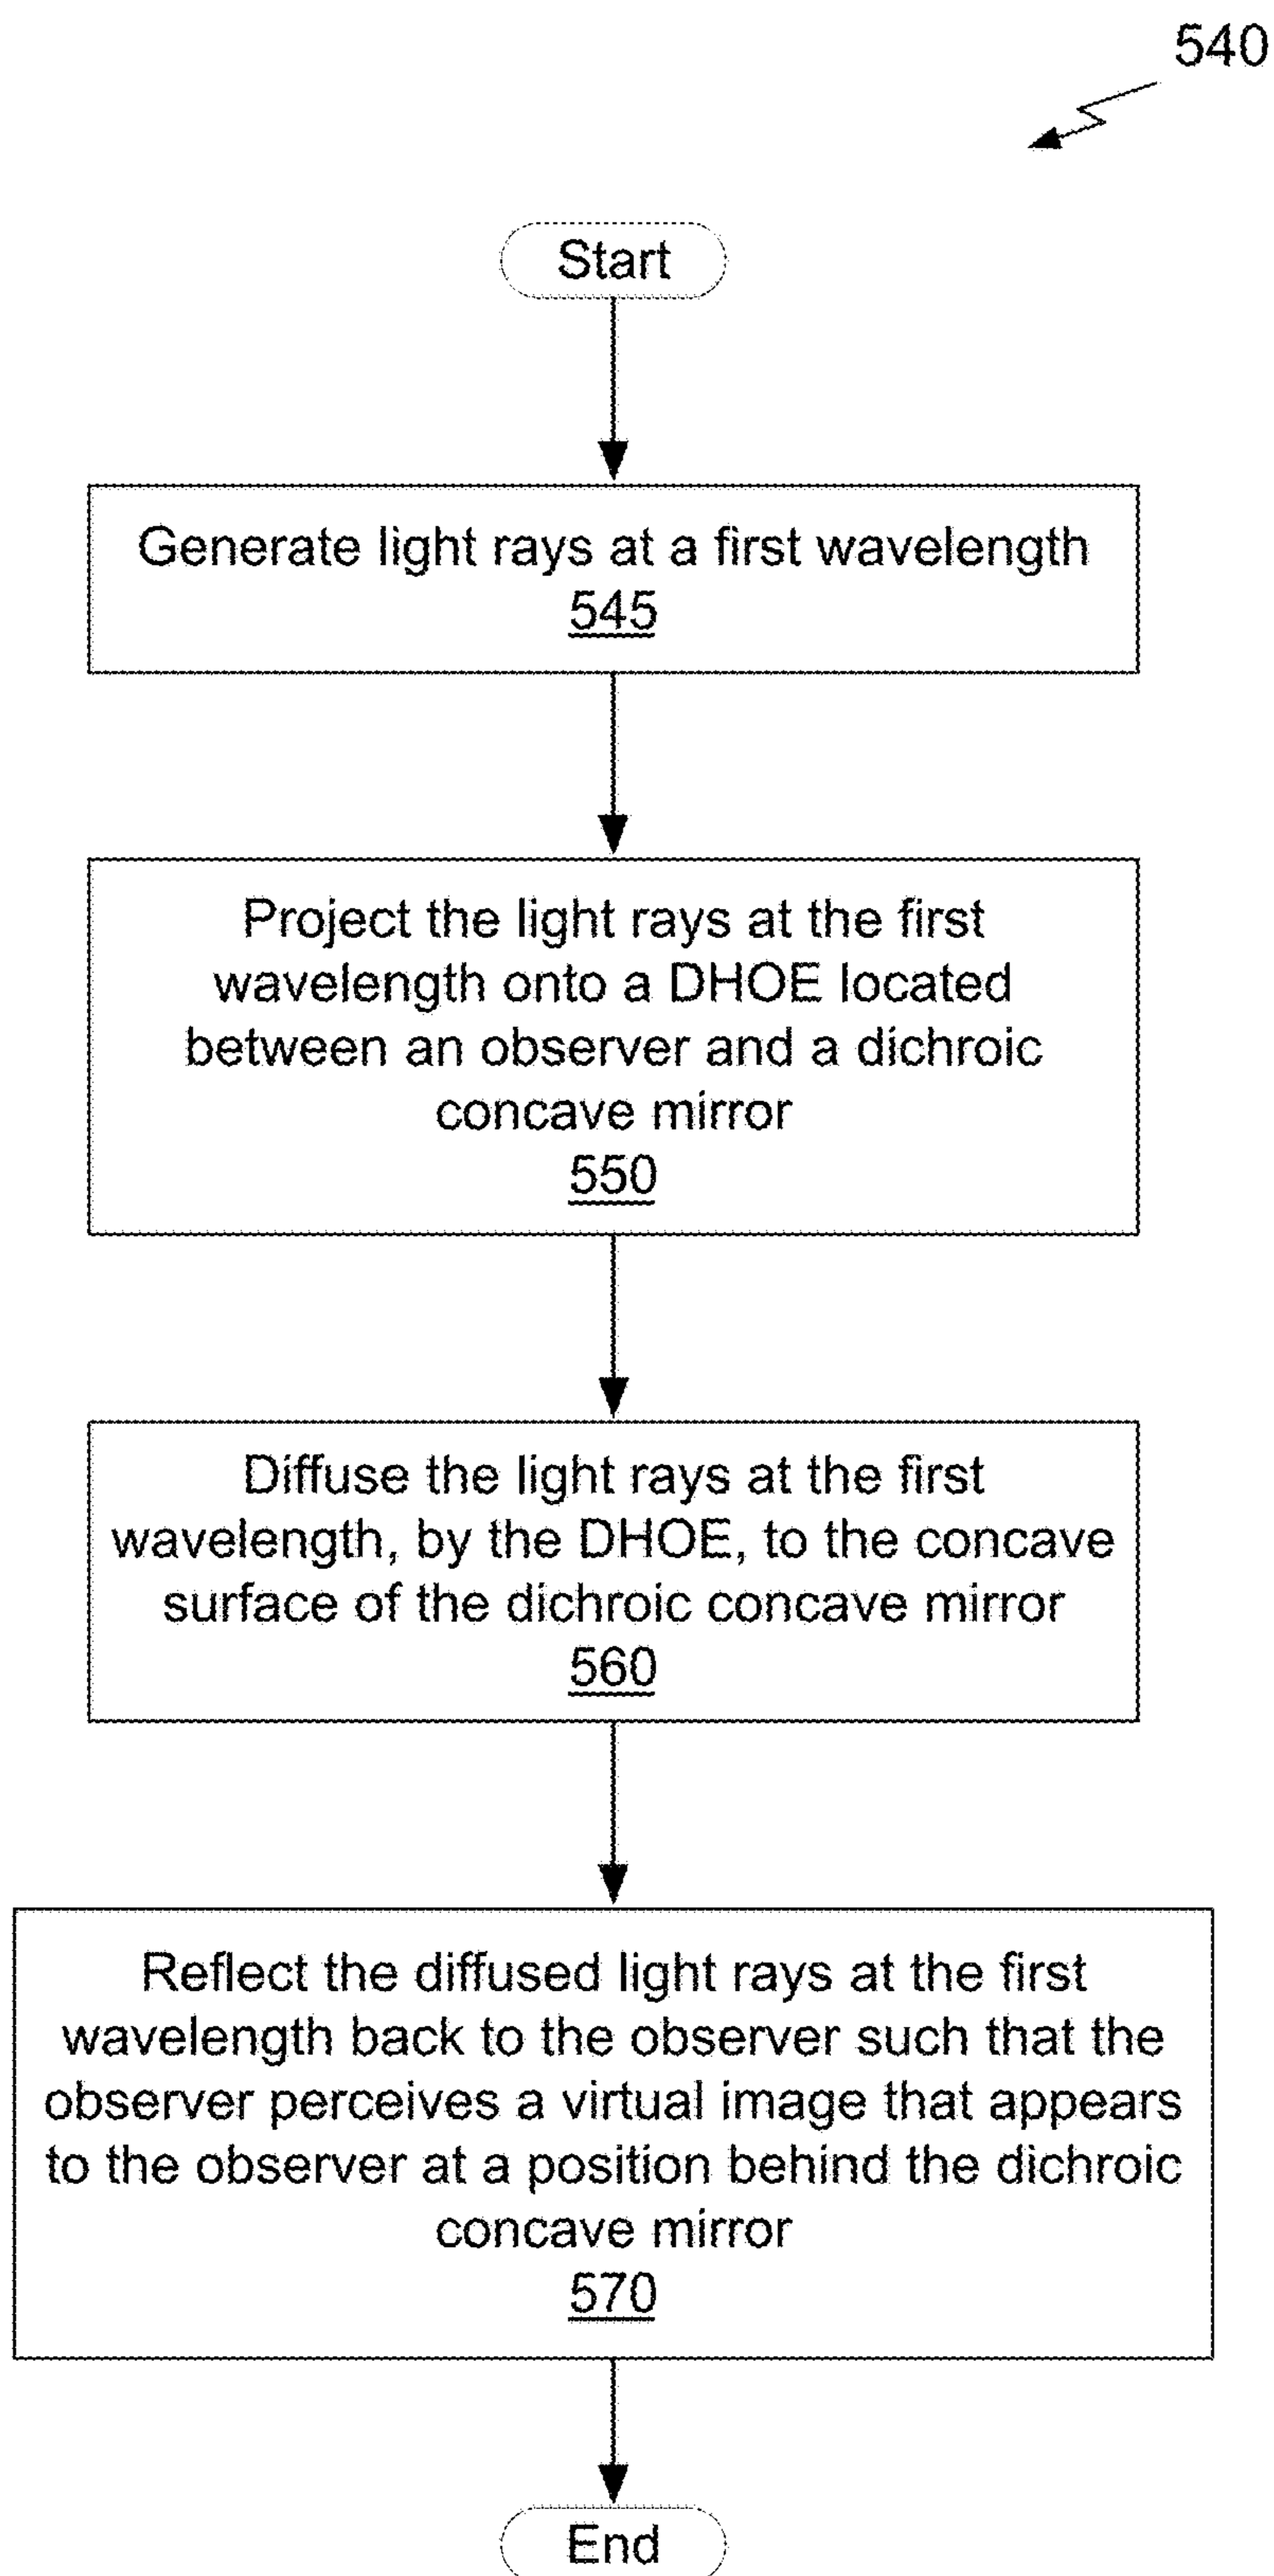 540
Start
Generate light rays at a first wavelength
545
Project the light rays at the first
wavelength onto a DHOE located
between an observer and a dichroic
concave mirror
550
Diffuse the light rays at the first
wavelength, by the DHOE, to the concave
surface of the dichroic concave mirror
560
Reflect the diffused light rays at the first
wavelength back to the observer such that the
observer perceives a virtual image that appears
to the observer at a position behind the dichroic
concave mirror
570
End